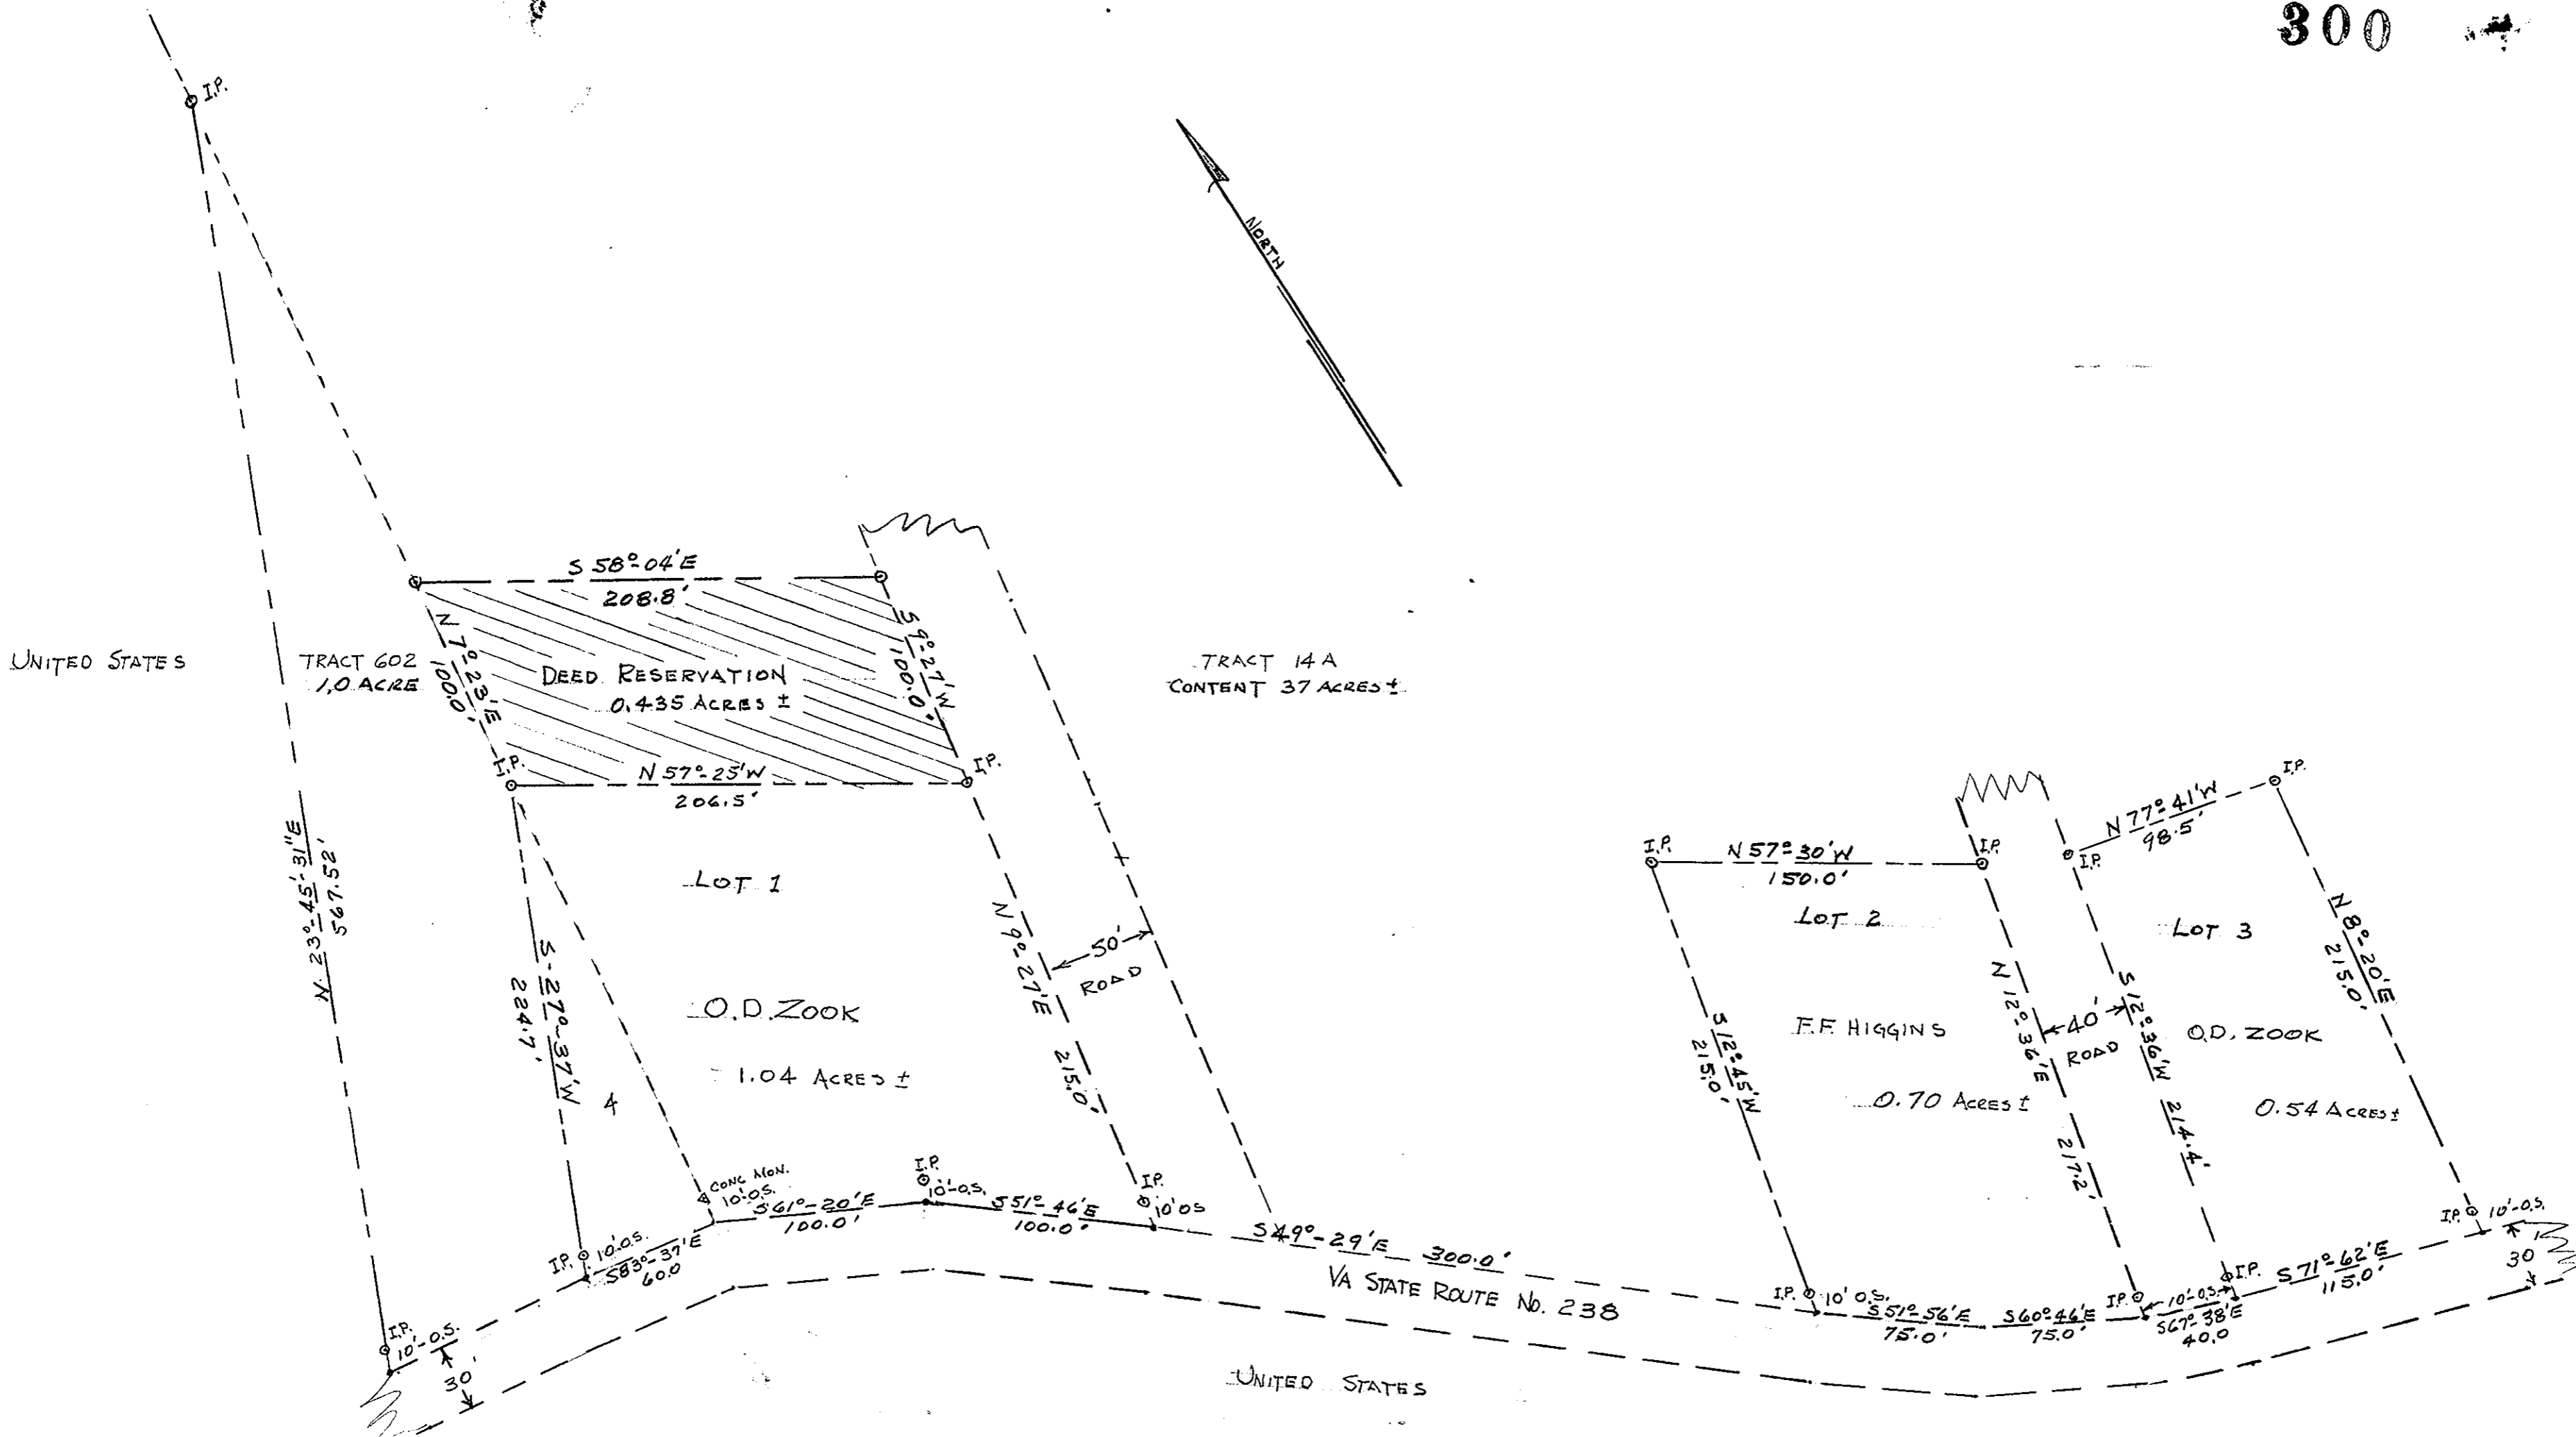 300
I.P.
NORTH
S 58°-04'E
208.8'
N 7°-23'E
100.0'
S 9°-27'W
100.0'
UNITED STATES
TRACT 602
1.0 ACRE
DEED RESERVATION
0.435 ACRES ±
TRACT 14 A
CONTENT 37 ACRES ±
I.P.
N 57°-25'W
206.5'
I.P.
N 23°-45'-31"E
567.52'
LOT 1
O.D. ZOOK
1.04 ACRES ±
S-27°-37'W
224.7'
4
N 9°-27'E 215.0'
50'
ROAD
I.P.
N 57°-30'W
150.0'
I.P.
LOT 2
F.F. HIGGINS
0.70 ACRES ±
S 12°-45'W
215.0'
N 12°-36'E 217.2'
40'
ROAD
I.P.
N 77°-41'W
98.5'
I.P.
LOT 3
O.D. ZOOK
0.54 ACRES ±
S 12°-36'W 214.4'
N 8°-20'E
215.0'
I.P.
10'-O.S.
30'
I.P.
10'-O.S.
S 83°-37'E
60.0
CONC MON.
10'-O.S.
S 61°-20'E
100.0'
I.P.
10'-O.S.
S 51°-46'E
100.0'
I.P.
10' OS
S 49°-29'E 300.0'
VA STATE ROUTE No. 238
I.P.
10' O.S.
S 51°-56'E
75.0'
S 60°-46'E
75.0'
I.P.
10'-O.S.
I.P.
S 67°-38'E
40.0
S 71°-62'E
115.0'
I.P.
10'-O.S.
30'
UNITED STATES